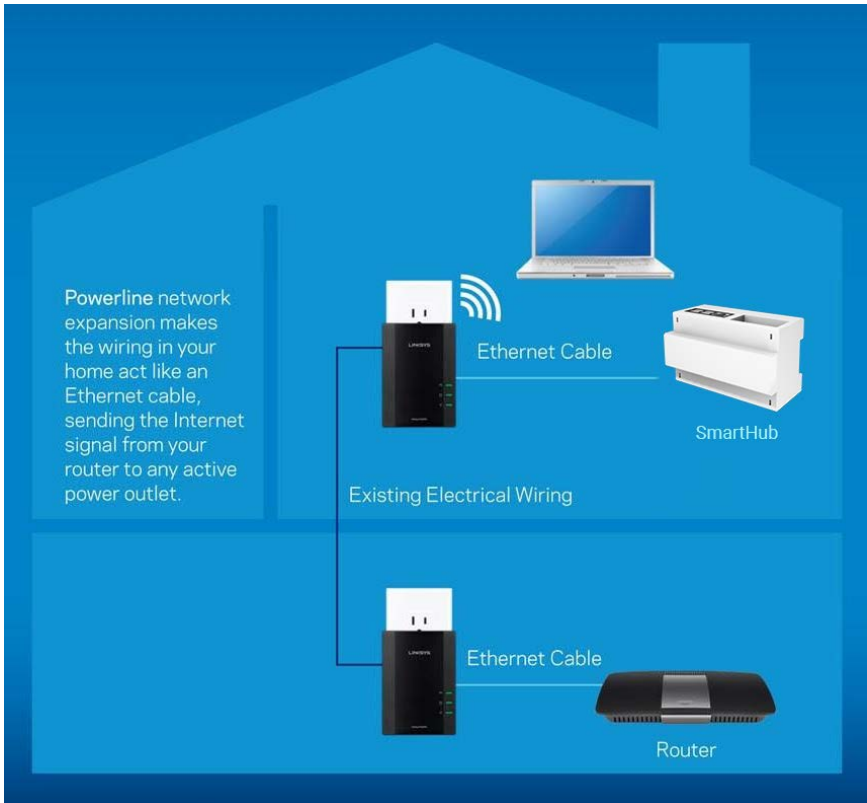 Powerline network
expansion makes
the wiring in your
home act like an
Ethernet cable,
sending the Internet
signal from your
router to any active
power outlet.
LINKSYS
Ethernet Cable
SmartHub
Existing Electrical Wiring
LINKSYS
Ethernet Cable
Router